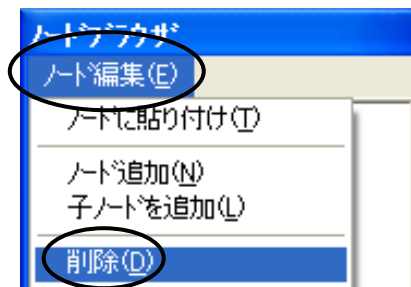 ノードブラウザ
ノード編集(E)
ノードに貼り付け(T)
ノード追加(N)
子ノードを追加(L)
削除(D)